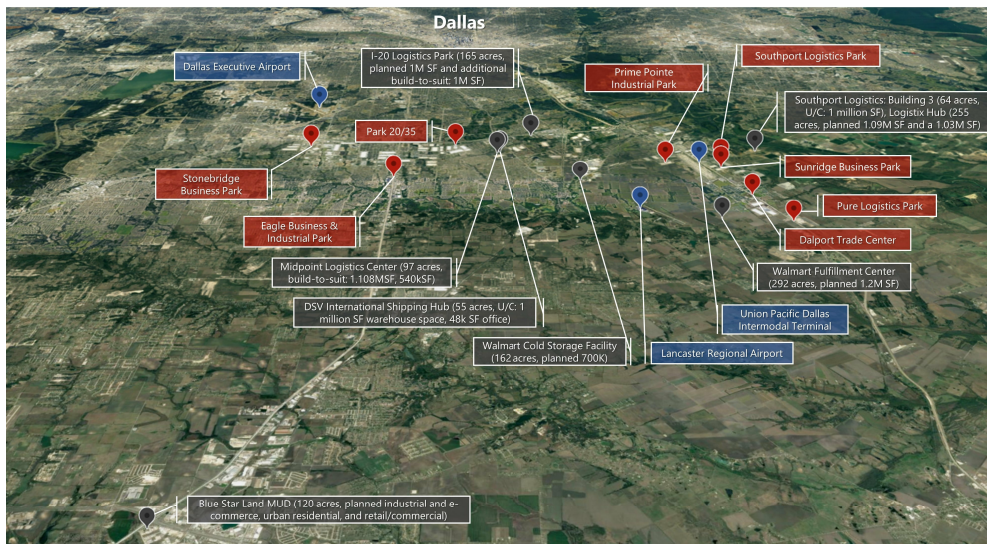 Dallas
I-20 Logistics Park (165 acres,
planned 1M SF and additional
build-to-suit: 1M SF)
Dallas Executive Airport
Prime Pointe
Industrial Park
Southport Logistics Park
Southport Logistics: Building 3 (64 acres,
U/C: 1 million SF), Logistix Hub (255
acres, planned 1.09M SF and a 1.03M SF)
Park 20/35
Stonebridge
Business Park
Sunridge Business Park
Eagle Business &
Industrial Park
Pure Logistics Park
Dalport Trade Center
Midpoint Logistics Center (97 acres,
build-to-suit: 1.108MSF, 540kSF)
Walmart Fulfillment Center
(292 acres, planned 1.2M SF)
DSV International Shipping Hub (55 acres, U/C: 1
million SF warehouse space, 48k SF office)
Union Pacific Dallas
Intermodal Terminal
Walmart Cold Storage Facility
(162 acres, planned 700K)
Lancaster Regional Airport
Blue Star Land MUD (120 acres, planned industrial and e-
commerce, urban residential, and retail/commercial)